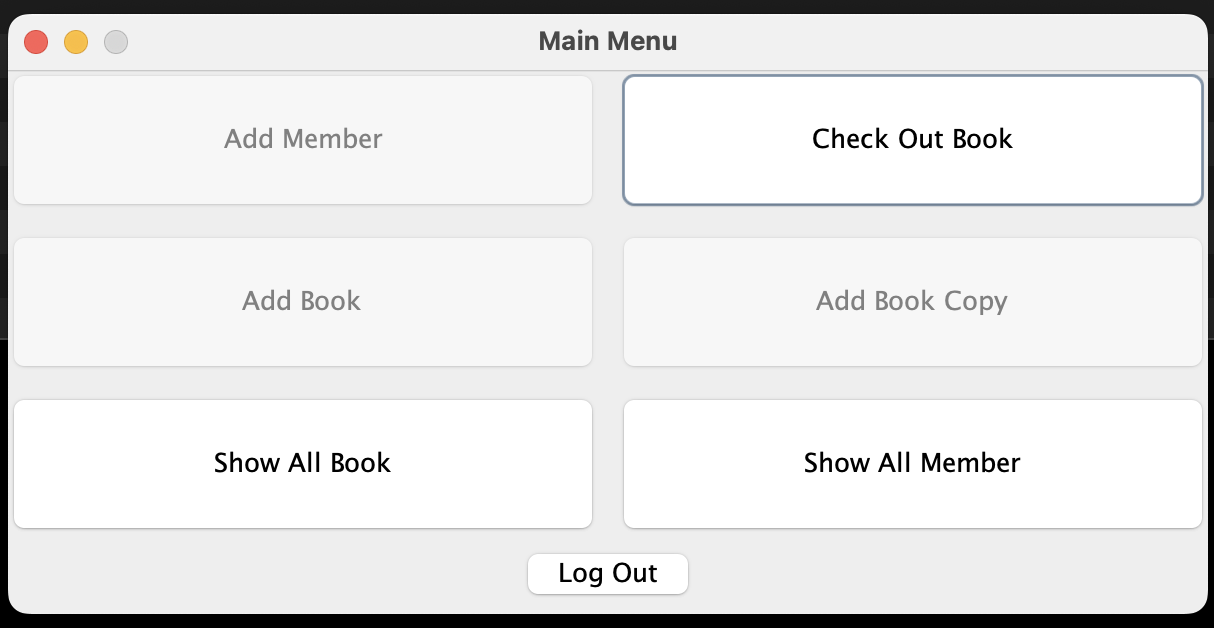 Main Menu
Add Member
Check Out Book
Add Book
Add Book Copy
Show All Book
Show All Member
Log Out